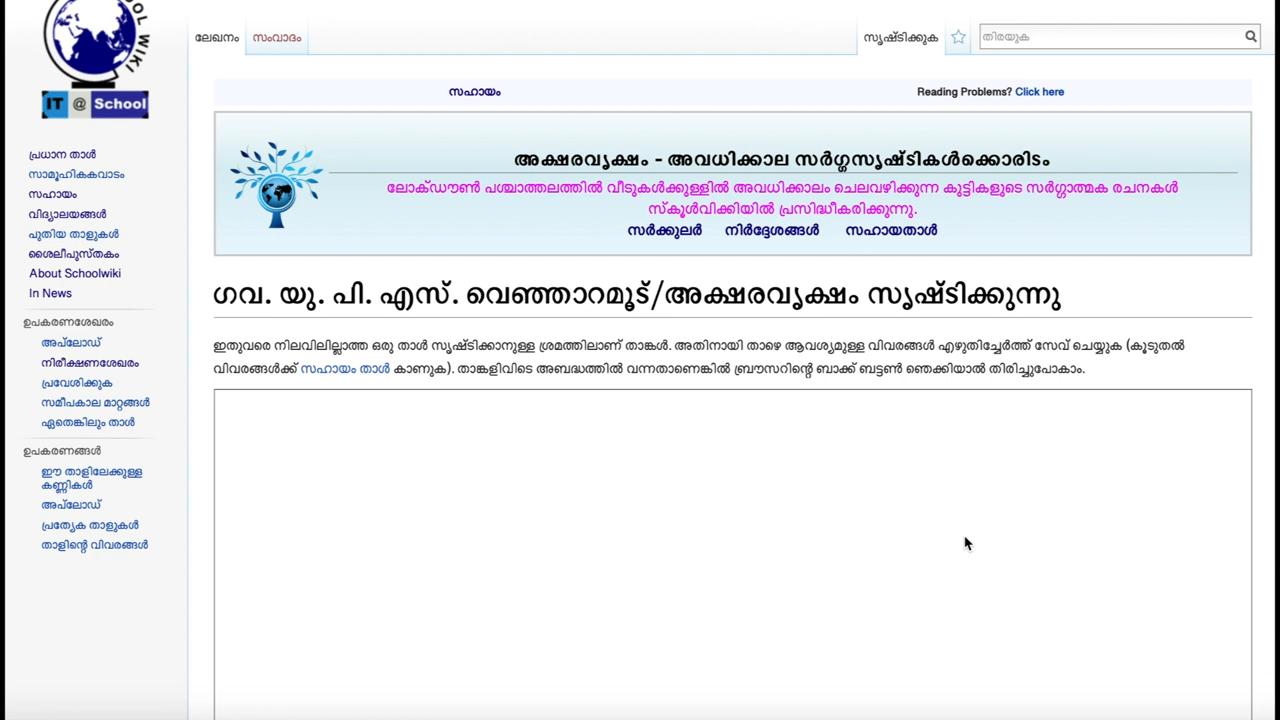 OOL WIKI
IT @ School
ലേഖനം
സംവാദം
സൃഷ്ടിക്കുക
തിരയുക
സഹായം
Reading Problems? Click here
അക്ഷരവൃക്ഷം - അവധിക്കാല സർഗ്ഗസൃഷ്ടികൾക്കൊരിടം
ലോക്ഡൗൺ പശ്ചാത്തലത്തിൽ വീടുകൾക്കുള്ളിൽ അവധിക്കാലം ചെലവഴിക്കുന്ന കുട്ടികളുടെ സർഗ്ഗാത്മക രചനകൾ
സ്കൂൾവിക്കിയിൽ പ്രസിദ്ധീകരിക്കുന്നു.
സർക്കുലർ നിർദ്ദേശങ്ങൾ സഹായതാൾ
ഗവ. യു. പി. എസ്. വെഞ്ഞാറമൂട്/അക്ഷരവൃക്ഷം സൃഷ്ടിക്കുന്നു
ഇതുവരെ നിലവിലില്ലാത്ത ഒരു താൾ സൃഷ്ടിക്കാനുള്ള ശ്രമത്തിലാണ് താങ്കൾ. അതിനായി താഴെ ആവശ്യമുള്ള വിവരങ്ങൾ എഴുതിച്ചേർത്ത് സേവ് ചെയ്യുക (കൂടുതൽ
വിവരങ്ങൾക്ക് സഹായം താൾ കാണുക). താങ്കളിവിടെ അബദ്ധത്തിൽ വന്നതാണെങ്കിൽ ബ്രൗസറിന്റെ ബാക്ക് ബട്ടൺ ഞെക്കിയാൽ തിരിച്ചുപോകാം.
പ്രധാന താൾ
സാമൂഹികകവാടം
സഹായം
വിദ്യാലയങ്ങൾ
പുതിയ താളുകൾ
ശൈലീപുസ്തകം
About Schoolwiki
In News
ഉപകരണശേഖരം
അപ്‌ലോഡ്
നിരീക്ഷണശേഖരം
പ്രവേശിക്കുക
സമീപകാല മാറ്റങ്ങൾ
ഏതെങ്കിലും താൾ
ഉപകരണങ്ങൾ
ഈ താളിലേക്കുള്ള
കണ്ണികൾ
അപ്‌ലോഡ്
പ്രത്യേക താളുകൾ
താളിന്റെ വിവരങ്ങൾ